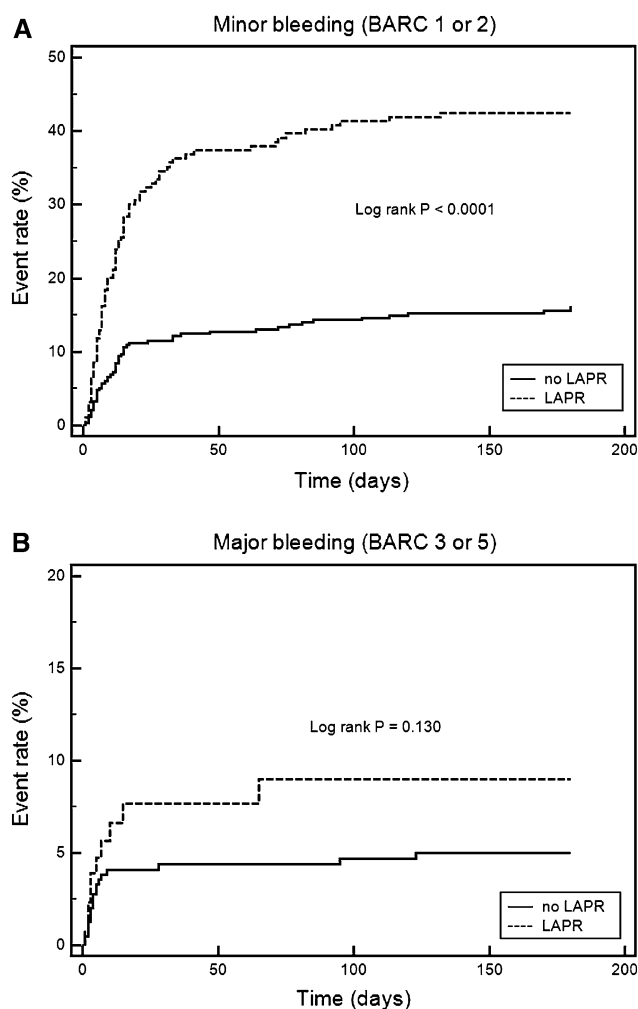 A
Minor bleeding (BARC 1 or 2)
50
40
30
20
10
0
Event rate (%)
Log rank P < 0.0001
no LAPR
LAPR
0 50 100 150 200
Time (days)
B
Major bleeding (BARC 3 or 5)
20
15
10
5
0
Event rate (%)
Log rank P = 0.130
no LAPR
LAPR
0 50 100 150 200
Time (days)